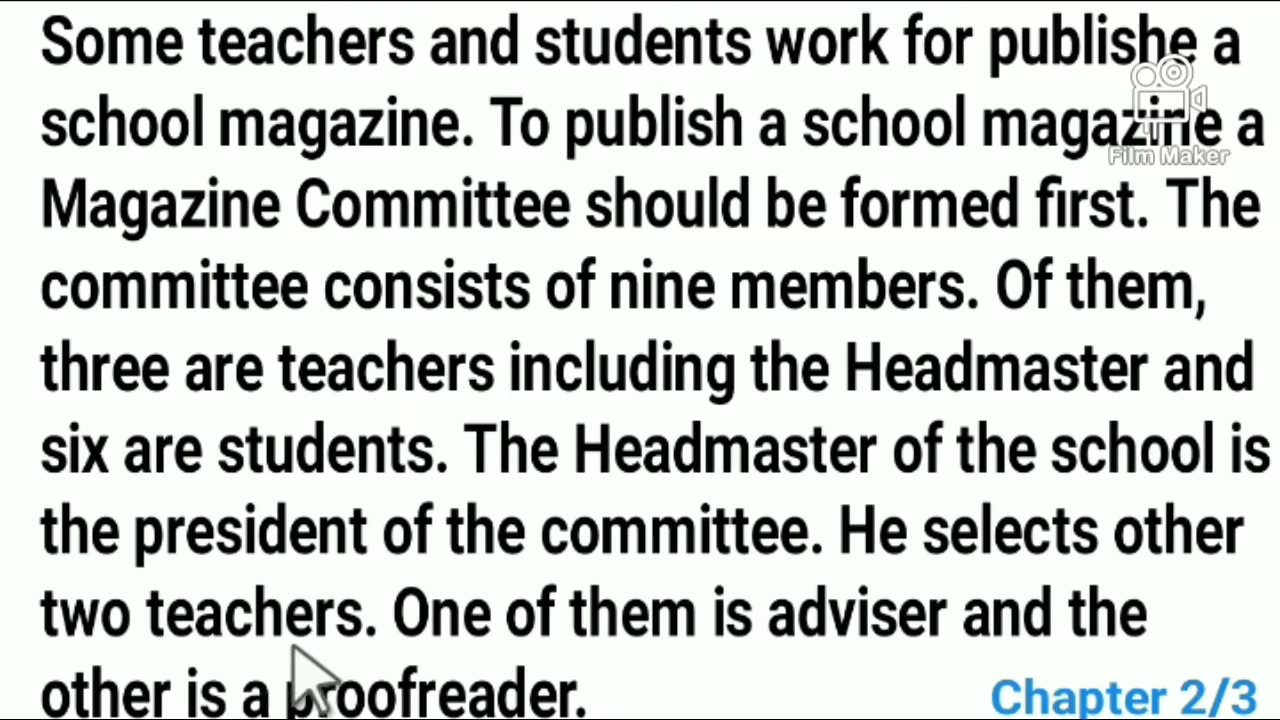 Some teachers and students work for publishe a
school magazine. To publish a school magazine a
Film Maker
Magazine Committee should be formed first. The
committee consists of nine members. Of them,
three are teachers including the Headmaster and
six are students. The Headmaster of the school is
the president of the committee. He selects other
two teachers. One of them is adviser and the
other is a proofreader.
Chapter 2/3